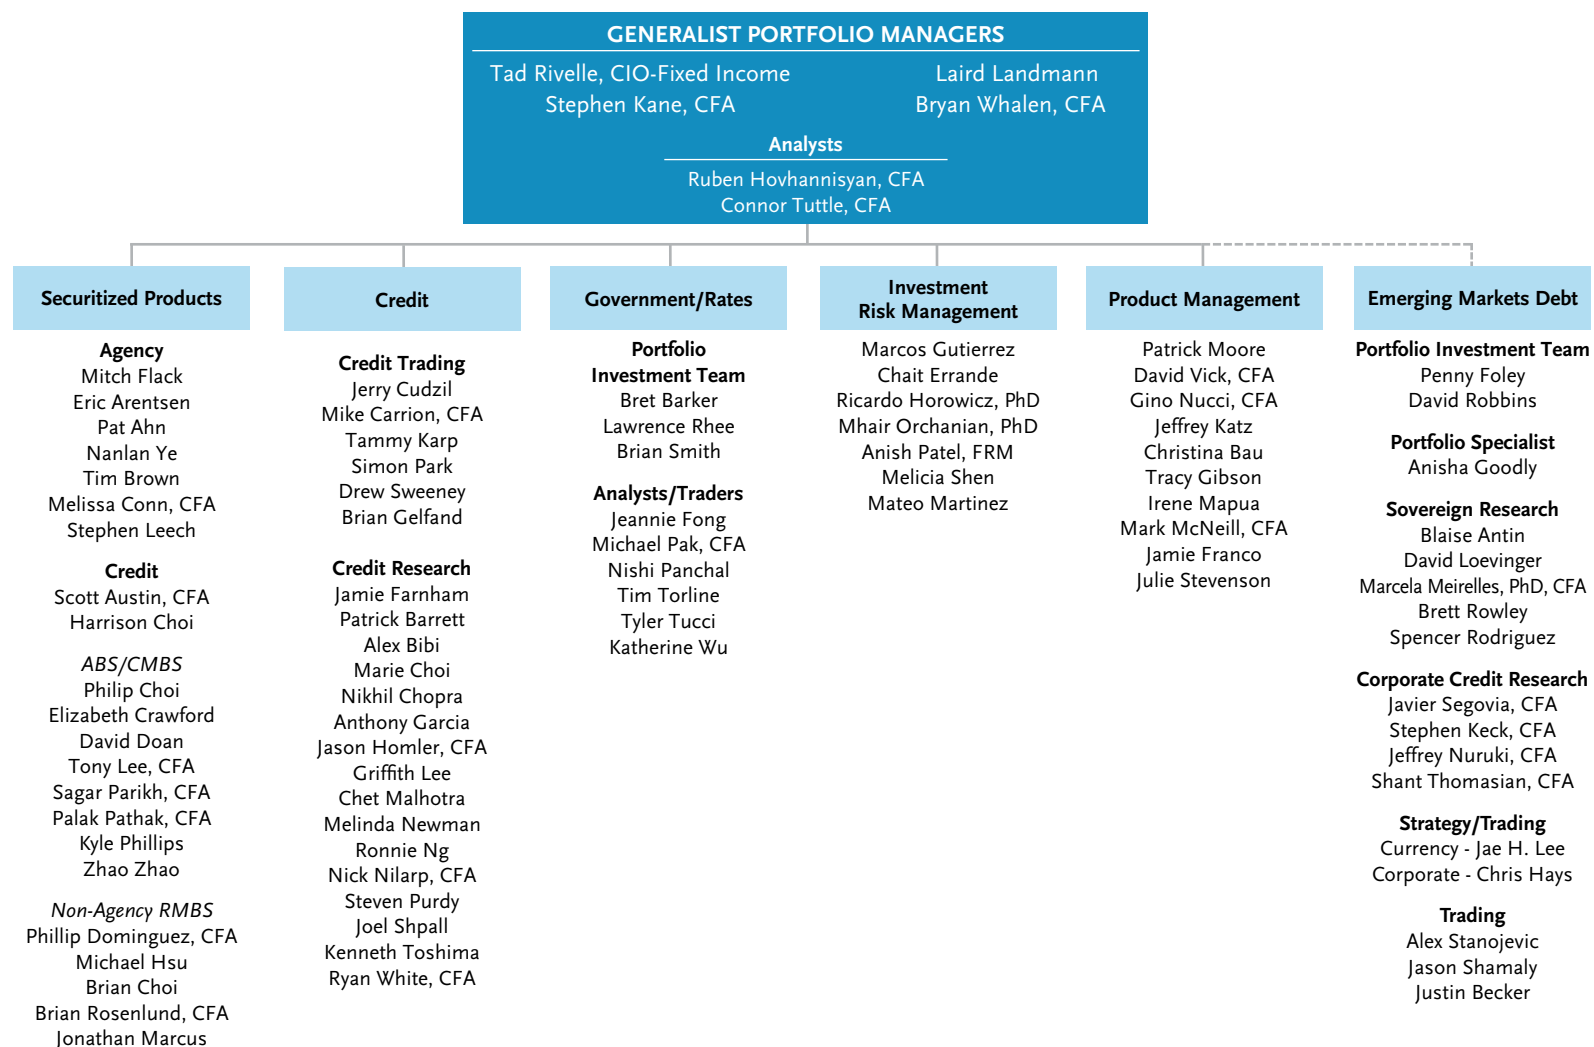 GENERALIST PORTFOLIO MANAGERS
Tad Rivelle, CIO-Fixed Income
Laird Landmann
Stephen Kane, CFA
Bryan Whalen, CFA
Analysts
Ruben Hovhannisyan, CFA
Connor Tuttle, CFA
Securitized Products
Agency
Mitch Flack
Eric Arentsen
Pat Ahn
Nanlan Ye
Tim Brown
Melissa Conn, CFA
Stephen Leech
Credit
Scott Austin, CFA
Harrison Choi
ABS/CMBS
Philip Choi
Elizabeth Crawford
David Doan
Tony Lee, CFA
Sagar Parikh, CFA
Palak Pathak, CFA
Kyle Phillips
Zhao Zhao
Non-Agency RMBS
Phillip Dominguez, CFA
Michael Hsu
Brian Choi
Brian Rosenlund, CFA
Jonathan Marcus
Credit
Credit Trading
Jerry Cudzil
Mike Carrion, CFA
Tammy Karp
Simon Park
Drew Sweeney
Brian Gelfand
Credit Research
Jamie Farnham
Patrick Barrett
Alex Bibi
Marie Choi
Nikhil Chopra
Anthony Garcia
Jason Homler, CFA
Griffith Lee
Chet Malhotra
Melinda Newman
Ronnie Ng
Nick Nilarp, CFA
Steven Purdy
Joel Shpall
Kenneth Toshima
Ryan White, CFA
Government/Rates
Portfolio
Investment Team
Bret Barker
Lawrence Rhee
Brian Smith
Analysts/Traders
Jeannie Fong
Michael Pak, CFA
Nishi Panchal
Tim Torline
Tyler Tucci
Katherine Wu
Investment
Risk Management
Marcos Gutierrez
Chait Errande
Ricardo Horowicz, PhD
Mhair Orchanian, PhD
Anish Patel, FRM
Melicia Shen
Mateo Martinez
Product Management
Patrick Moore
David Vick, CFA
Gino Nucci, CFA
Jeffrey Katz
Christina Bau
Tracy Gibson
Irene Mapua
Mark McNeill, CFA
Jamie Franco
Julie Stevenson
Emerging Markets Debt
Portfolio Investment Team
Penny Foley
David Robbins
Portfolio Specialist
Anisha Goodly
Sovereign Research
Blaise Antin
David Loevinger
Marcela Meirelles, PhD, CFA
Brett Rowley
Spencer Rodriguez
Corporate Credit Research
Javier Segovia, CFA
Stephen Keck, CFA
Jeffrey Nuruki, CFA
Shant Thomasian, CFA
Strategy/Trading
Currency - Jae H. Lee
Corporate - Chris Hays
Trading
Alex Stanojevic
Jason Shamaly
Justin Becker